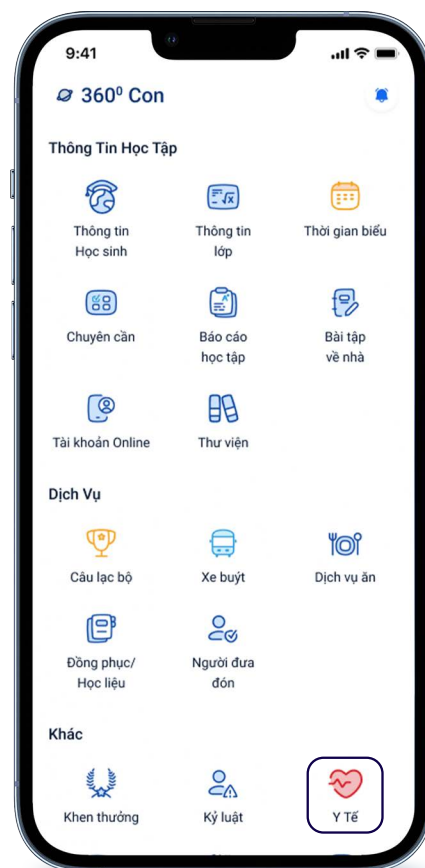 9:41
360⁰ Con
Thông Tin Học Tập
Thông tin
Học sinh
Thông tin
lớp
Thời gian biểu
Chuyên cần
Báo cáo
học tập
Bài tập
về nhà
Tài khoản Online
Thư viện
Dịch Vụ
Câu lạc bộ
Xe buýt
Dịch vụ ăn
Đồng phục/
Học liệu
Người đưa
đón
Khác
Khen thưởng
Kỷ luật
Y Tế